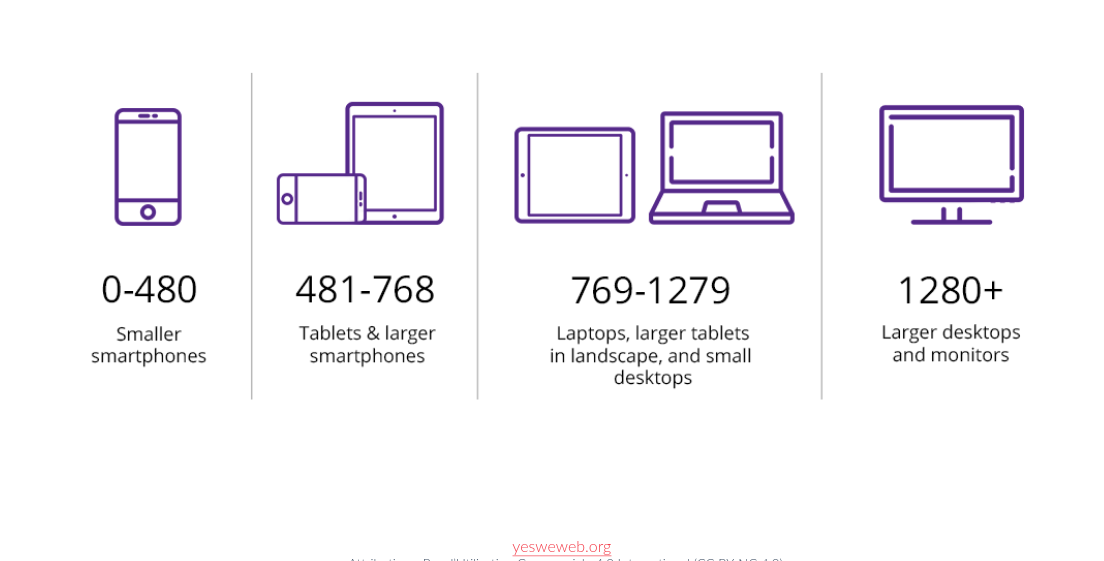 0-480
Smaller
smartphones
481-768
Tablets & larger
smartphones
769-1279
Laptops, larger tablets
in landscape, and small
desktops
1280+
Larger desktops
and monitors
yesweweb.org